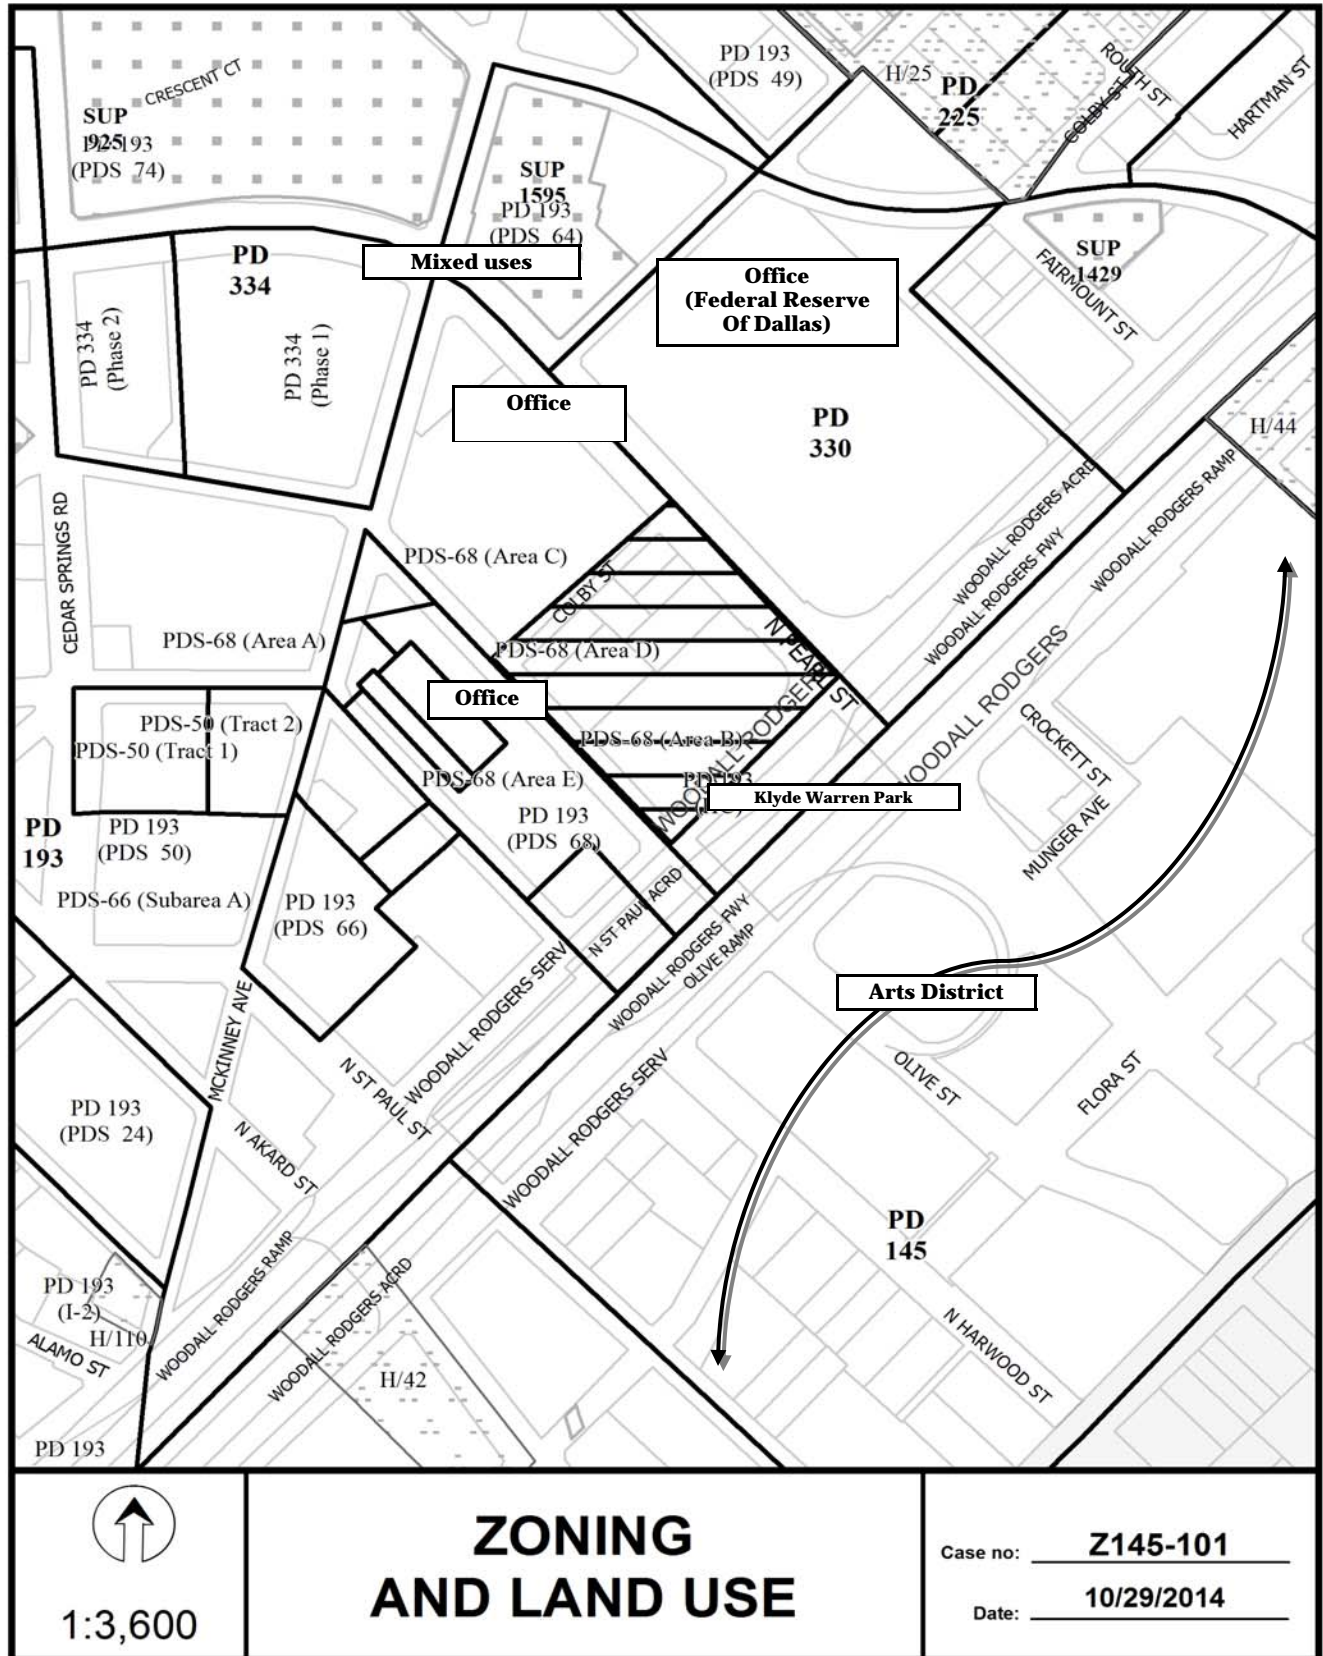 CRESCENT CT
SUP
925
PD 193
(PDS 74)
PD 193
(PDS 49)
H/25
PD
225
ROUTH ST
COLBY ST
HARTMAN ST
SUP
1595
PD 193
(PDS 64)
PD
334
Mixed uses
Office
(Federal Reserve
Of Dallas)
SUP
1429
FAIRMOUNT ST
PD 334
(Phase 2)
PD 334
(Phase 1)
Office
PD
330
H/44
CEDAR SPRINGS RD
WOODALL RODGERS ACRD
WOODALL RODGERS FWY
WOODALL RODGERS RAMP
PDS-68 (Area C)
COLBY ST
PDS-68 (Area A)
PDS-68 (Area D)
N PEARL ST
WOODALL RODGERS
Office
PDS-50 (Tract 2)
PDS-50 (Tract 1)
PDS-68 (Area B)
WOODALL RODGERS
CROCKETT ST
PDS-68 (Area E)
PD 193
Klyde Warren Park
PD
193
PD 193
(PDS 50)
PD 193
(PDS 68)
MUNGER AVE
PDS-66 (Subarea A)
PD 193
(PDS 66)
N ST PAUL ACRD
WOODALL RODGERS FWY
OLIVE RAMP
Arts District
MCKINNEY AVE
WOODALL RODGERS SERV
N ST PAUL ST
WOODALL RODGERS SERV
OLIVE ST
FLORA ST
PD 193
(PDS 24)
N AKARD ST
PD
145
WOODALL RODGERS RAMP
WOODALL RODGERS ACRD
PD 193
(I-2)
H/110
ALAMO ST
H/42
N HARWOOD ST
PD 193
1:3,600
ZONING
AND LAND USE
Case no: Z145-101
Date: 10/29/2014